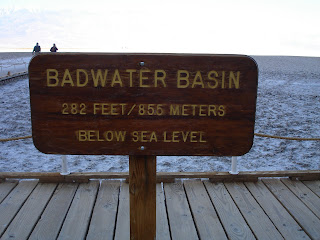 BADWATER BASIN
282 FEET/85.5 METERS
BELOW SEA LEVEL